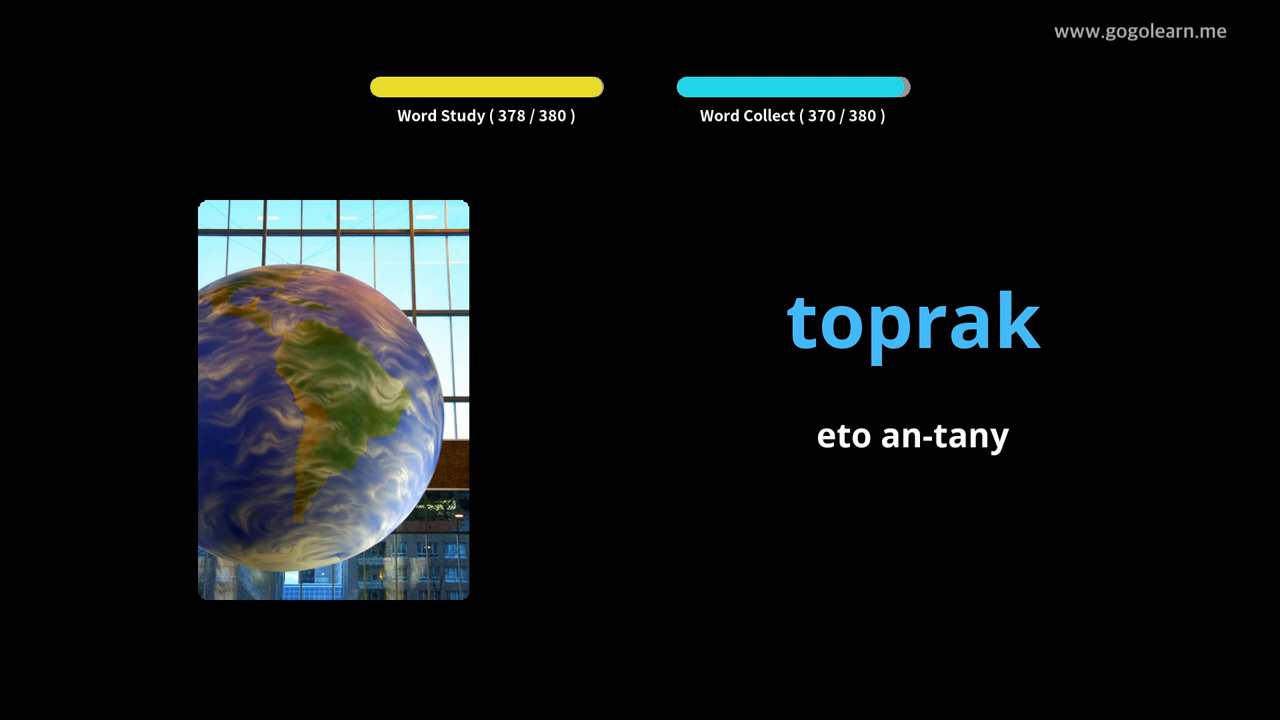 www.gogolearn.me
Word Study ( 378 / 380 )
Word Collect ( 370 / 380 )
toprak
eto an-tany